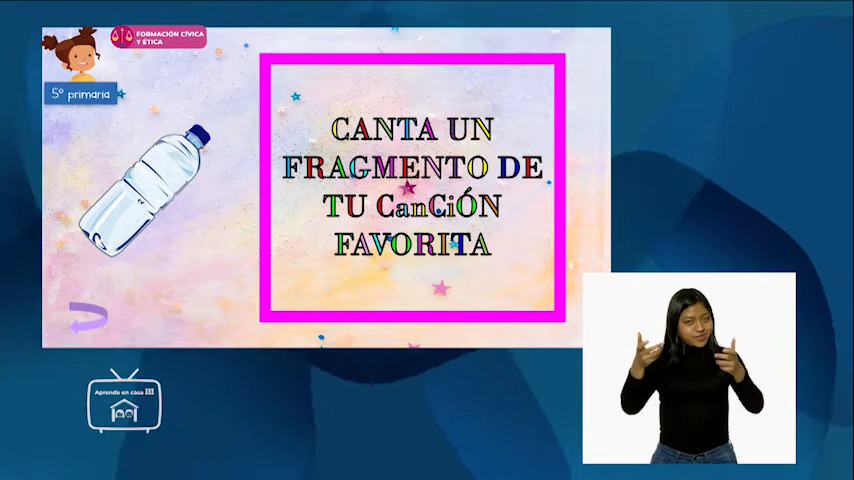 FORMACIÓN CÍVICA
Y ÉTICA
5° primaria
CANTA UN
FRAGMENTO DE
TU CanCiÓN
FAVORITA
Aprende en casa III